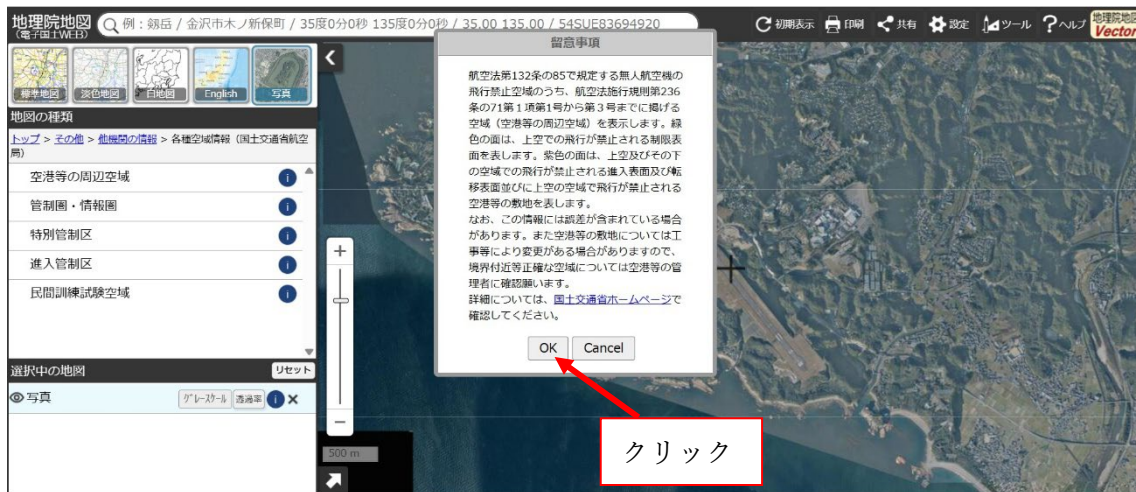 地理院地図
(電子国土WEB)
例：剱岳 / 金沢市木ノ新保町 / 35度0分0秒 135度0分0秒 / 35.00 135.00 / 54SUE83694920
初期表示
印刷
共有
設定
ツール
ヘルプ
地理院地図
Vector
標準地図
淡色地図
白地図
English
写真
地図の種類
トップ > その他 > 他機関の情報 > 各種空域情報（国土交通省航空
局）
空港等の周辺空域
管制圏・情報圏
特別管制区
進入管制区
民間訓練試験空域
選択中の地図
リセット
写真
グレースケール
透過率
500 m
留意事項
航空法第132条の85で規定する無人航空機の
飛行禁止空域のうち、航空法施行規則第236
条の71第１項第1号から第３号までに掲げる
空域（空港等の周辺空域）を表示します。緑
色の面は、上空での飛行が禁止される制限表
面を表します。紫色の面は、上空及びその下
の空域での飛行が禁止される進入表面及び転
移表面並びに上空の空域で飛行が禁止される
空港等の敷地を表します。
なお、この情報には誤差が含まれている場合
があります。また空港等の敷地については工
事等により変更がある場合がありますので、
境界付近等正確な空域については空港等の管
理者に確認願います。
詳細については、国土交通省ホームページで
確認してください。
OK
Cancel
クリック